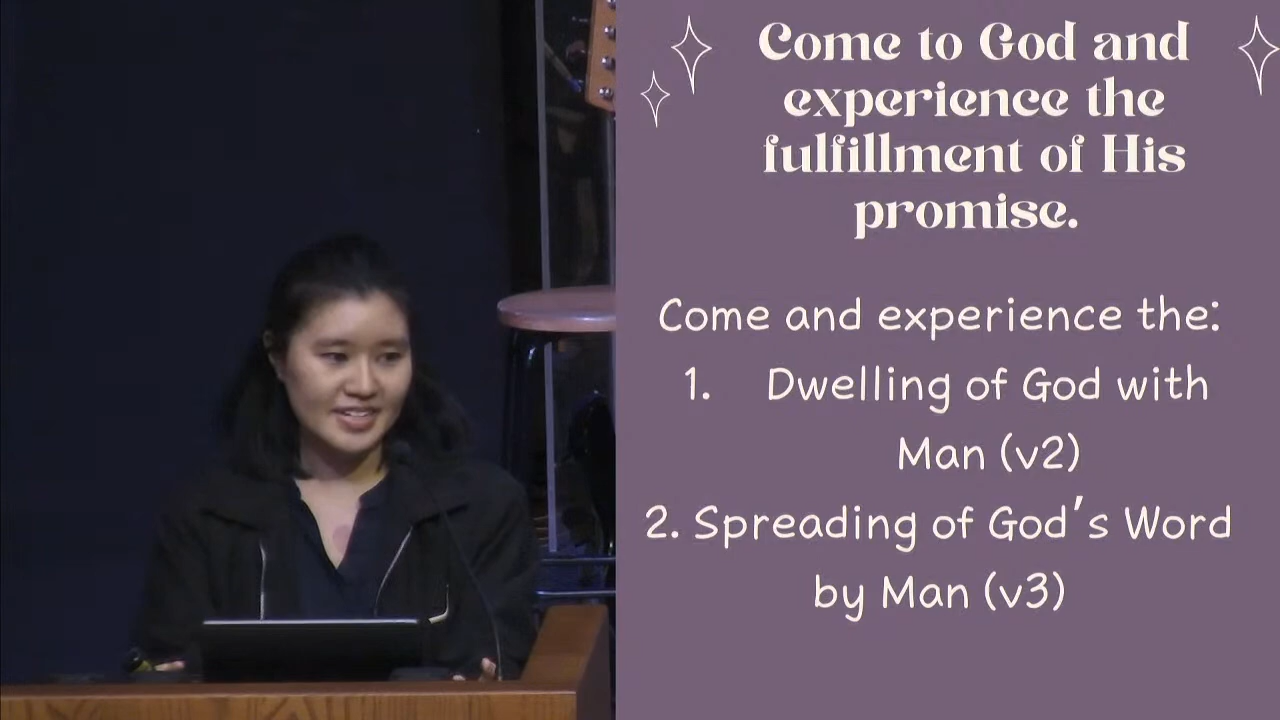 Come to God and
experience the
fulfillment of His
promise.
Come and experience the:
1. Dwelling of God with
Man (v2)
2. Spreading of God's Word
by Man (v3)